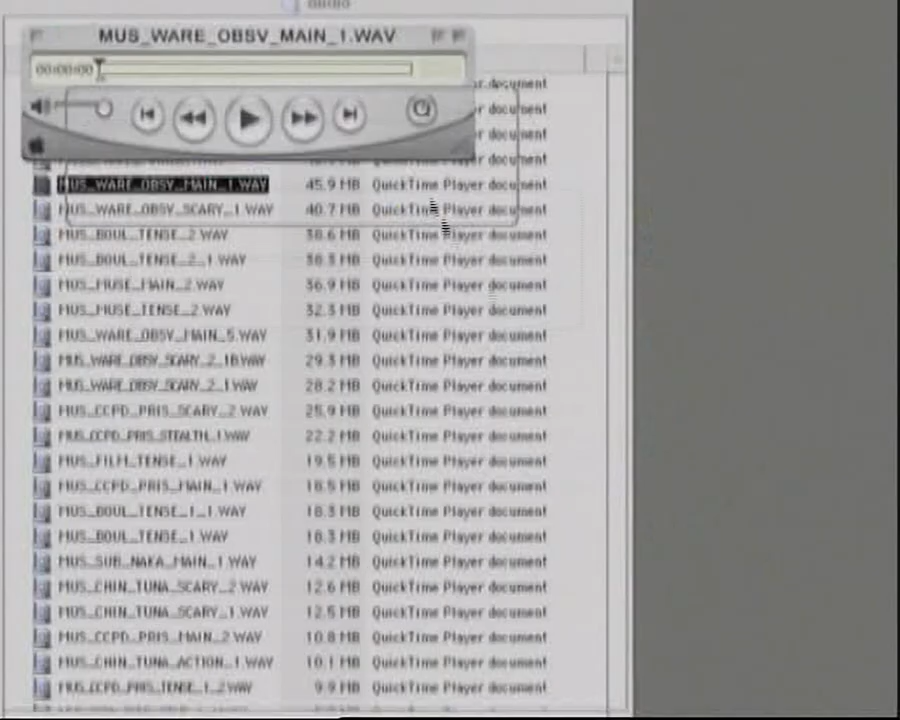 MUS_WARE_OBSV_MAIN_1.WAV
00:00:00
document
document
document
document
MUS_WARE_OBSV_MAIN_1.WAV 45.9 MB QuickTime Player document
MUS_WARE_OBSV_SCARY_1.WAV 40.7 MB QuickTime Player document
MUS_BOUL_TENSE_2.WAV 38.6 MB QuickTime Player document
MUS_BOUL_TENSE_2_1.WAV 38.3 MB QuickTime Player document
MUS_MUSE_MAIN_2.WAV 36.9 MB QuickTime Player document
MUS_MUSE_TENSE_2.WAV 32.3 MB QuickTime Player document
MUS_WARE_OBSV_MAIN_5.WAV 31.9 MB QuickTime Player document
MUS_WARE_OBSV_SCARY_2_1B.WAV 29.3 MB QuickTime Player document
MUS_WARE_OBSV_SCARY_2_1.WAV 28.2 MB QuickTime Player document
MUS_CCPD_PRIS_SCARY_2.WAV 25.9 MB QuickTime Player document
MUS_CCPD_PRIS_STEALTH_1.WAV 22.2 MB QuickTime Player document
MUS_FILM_TENSE_1.WAV 19.5 MB QuickTime Player document
MUS_CCPD_PRIS_MAIN_1.WAV 18.5 MB QuickTime Player document
MUS_BOUL_TENSE_1_1.WAV 18.3 MB QuickTime Player document
MUS_BOUL_TENSE_1.WAV 18.3 MB QuickTime Player document
MUS_SUB_NAKA_MAIN_1.WAV 14.2 MB QuickTime Player document
MUS_CHIN_TUNA_SCARY_2.WAV 12.6 MB QuickTime Player document
MUS_CHIN_TUNA_SCARY_1.WAV 12.5 MB QuickTime Player document
MUS_CCPD_PRIS_MAIN_2.WAV 10.8 MB QuickTime Player document
MUS_CHIN_TUNA_ACTION_1.WAV 10.1 MB QuickTime Player document
MUS_CCPD_PRIS_TENSE_1_2.WAV 9.9 MB QuickTime Player document